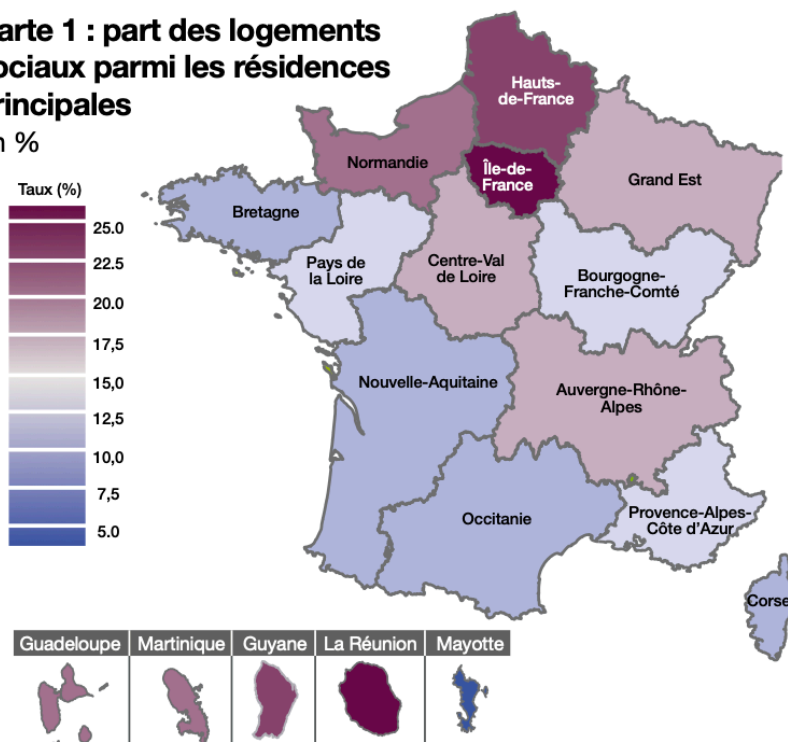 arte 1 : part des logements
ociaux parmi les résidences
rincipales
n %
Taux (%)
25.0
22.5
20.0
17,5
15,0
12,5
10,0
7,5
5.0
Hauts-
de-France
Normandie
Île-de-
France
Grand Est
Bretagne
Pays de
la Loire
Centre-Val
de Loire
Bourgogne-
Franche-Comté
Nouvelle-Aquitaine
Auvergne-Rhône-
Alpes
Occitanie
Provence-Alpes-
Côte d'Azur
Corse
Guadeloupe
Martinique
Guyane
La Réunion
Mayotte